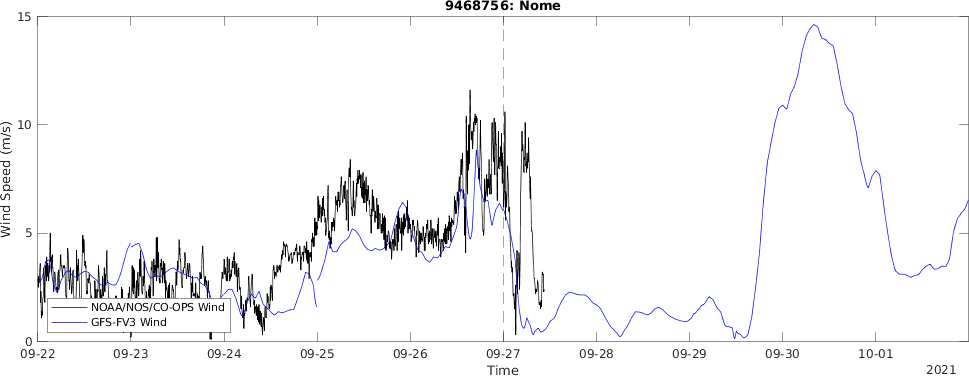 9468756: Nome
15
10
5
0
Wind Speed (m/s)
NOAA/NOS/CO-OPS Wind
GFS-FV3 Wind
09-22 09-23 09-24 09-25 09-26 09-27 09-28 09-29 09-30 10-01
Time
2021